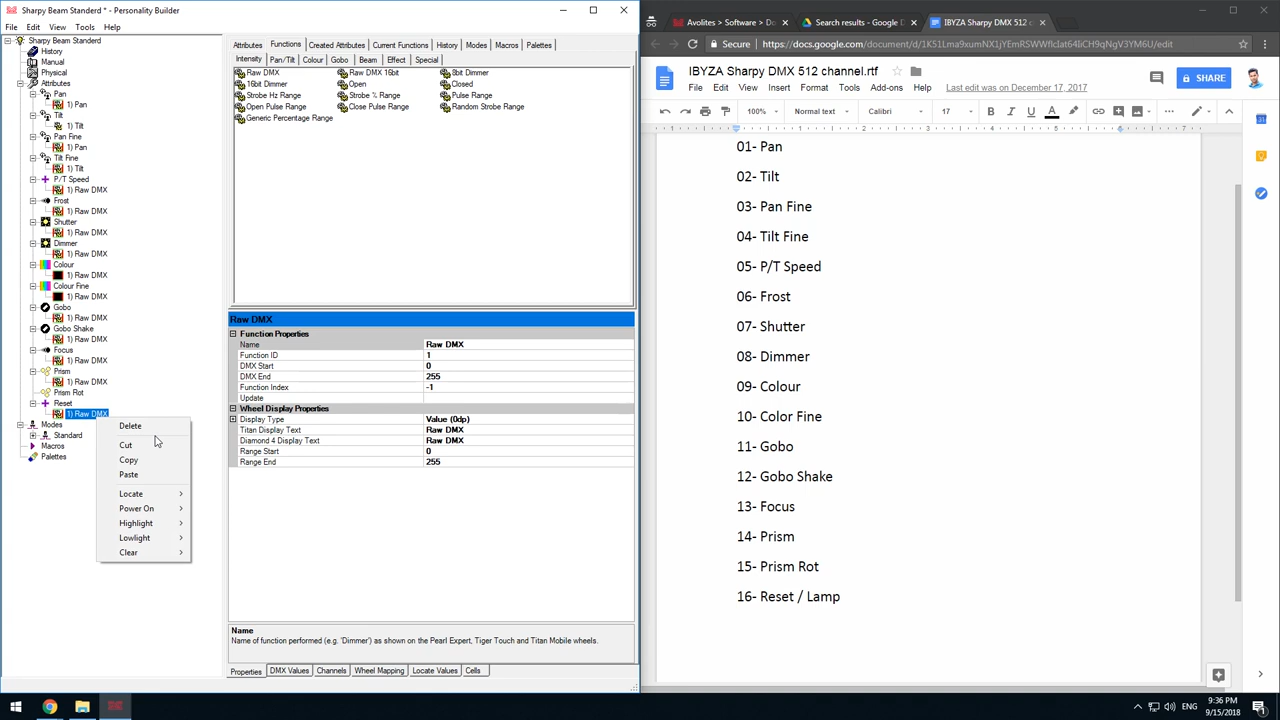 Sharpy Beam Standerd * - Personality Builder
File Edit View Tools Help
Sharpy Beam Standerd
History
Manual
Physical
Attributes
Pan
1) Pan
Tilt
1) Tilt
Pan Fine
1) Pan
Tilt Fine
1) Tilt
P/T Speed
1) Raw DMX
Frost
1) Raw DMX
Shutter
1) Raw DMX
Dimmer
1) Raw DMX
Colour
1) Raw DMX
Colour Fine
1) Raw DMX
Gobo
1) Raw DMX
Gobo Shake
1) Raw DMX
Focus
1) Raw DMX
Prism
1) Raw DMX
Prism Rot
Reset
1) Raw DMX
Modes
Standard
Macros
Palettes
Delete
Cut
Copy
Paste
Locate
Power On
Highlight
Lowlight
Clear
Attributes Functions Created Attributes Current Functions History Modes Macros Palettes
Intensity Pan/Tilt Colour Gobo Beam Effect Special
Raw DMX Raw DMX 16bit 8bit Dimmer
16bit Dimmer Open Closed
Strobe Hz Range Strobe % Range Pulse Range
Open Pulse Range Close Pulse Range Random Strobe Range
Generic Percentage Range
Raw DMX
Function Properties
Name Raw DMX
Function ID 1
DMX Start 0
DMX End 255
Function Index -1
Update
Wheel Display Properties
Display Type Value (0dp)
Titan Display Text Raw DMX
Diamond 4 Display Text Raw DMX
Range Start 0
Range End 255
Name
Name of function performed (e.g. 'Dimmer') as shown on the Pearl Expert, Tiger Touch and Titan Mobile wheels.
Properties DMX Values Channels Wheel Mapping Locate Values Cells
Avolites > Software > Do Search results - Google D IBYZA Sharpy DMX 512 c
Secure https://docs.google.com/document/d/1K51Lma9xumNX1jYEmRSWWflcIat64IiCH9qNgV3YM6U/edit
IBYZA Sharpy DMX 512 channel.rtf
File Edit View Insert Format Tools Add-ons Help Last edit was on December 17, 2017
SHARE
100% Normal text Calibri 17 B I U A
1 1 2 3 4 5 6 7
01- Pan
02- Tilt
03- Pan Fine
04- Tilt Fine
05- P/T Speed
06- Frost
07- Shutter
08- Dimmer
09- Colour
10- Color Fine
11- Gobo
12- Gobo Shake
13- Focus
14- Prism
15- Prism Rot
16- Reset / Lamp
ENG
9:36 PM
9/15/2018
1